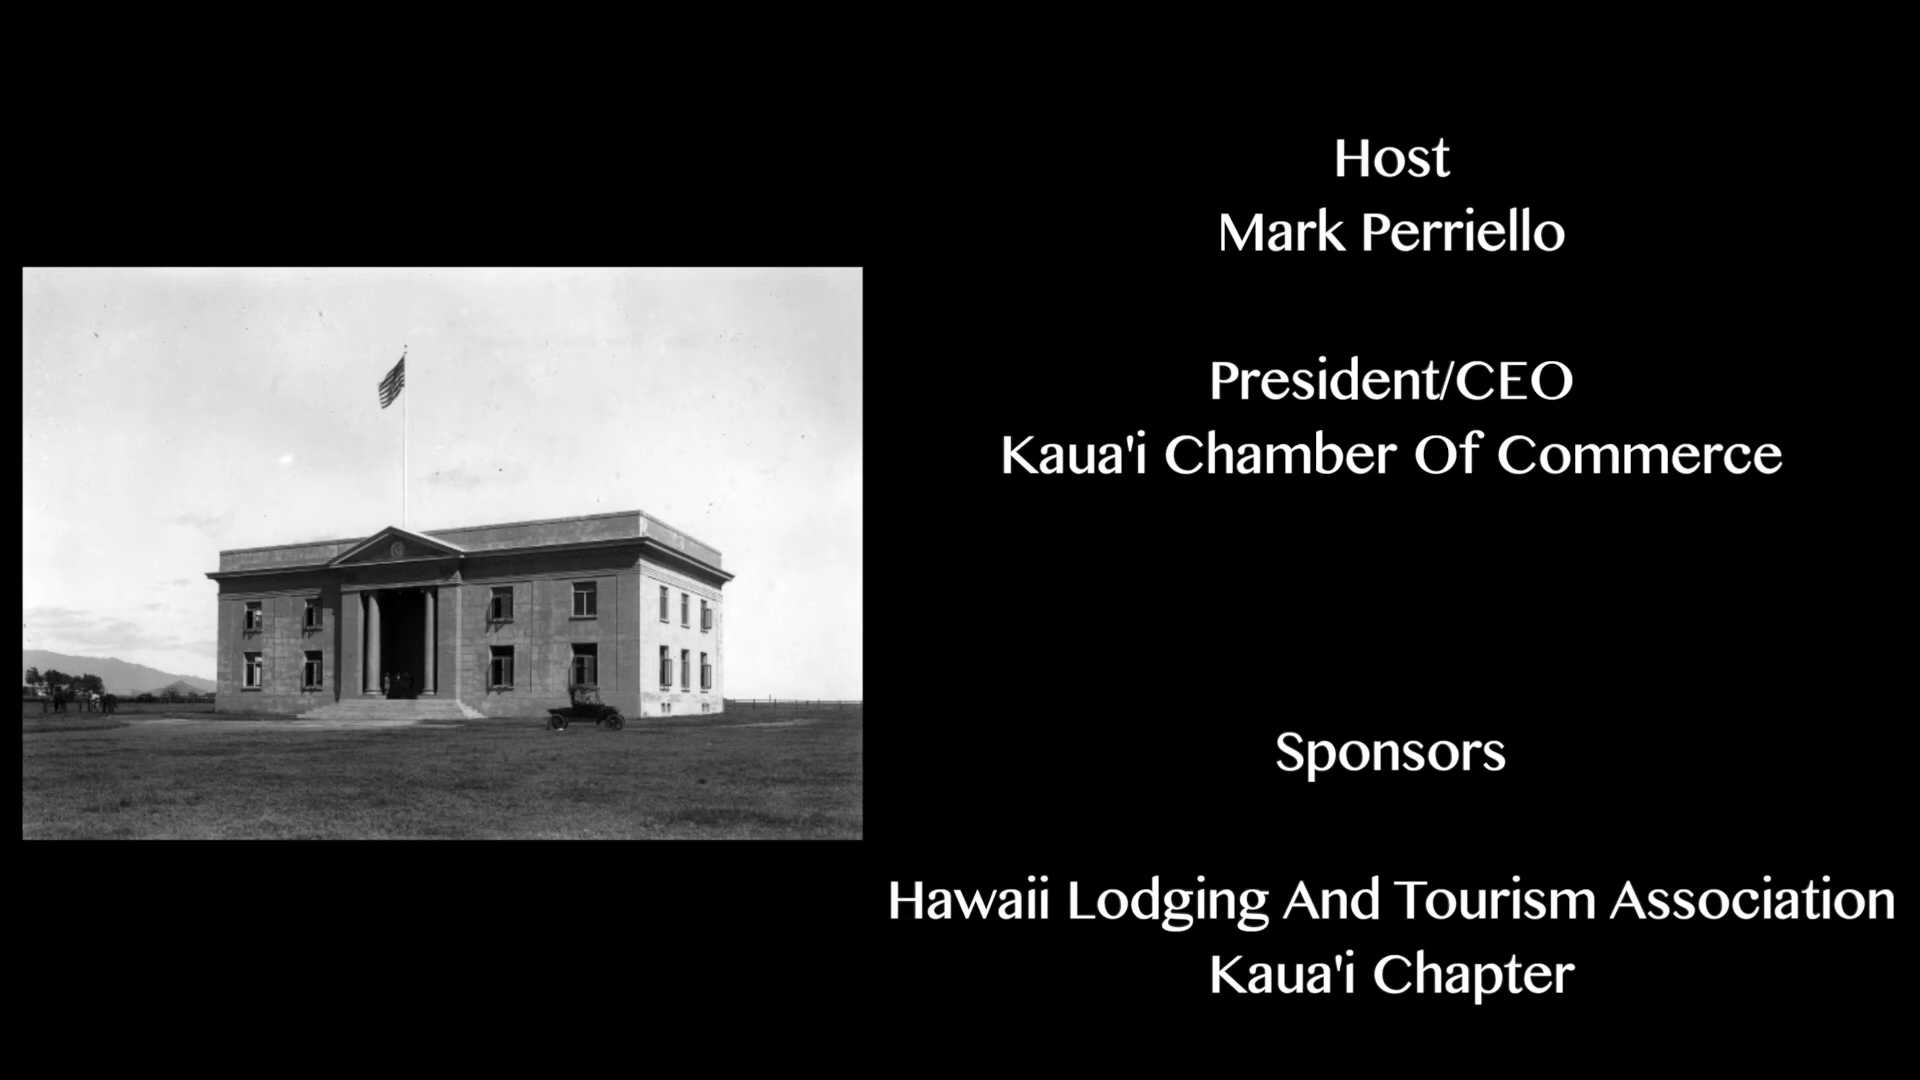 Host
Mark Perriello
President/CEO
Kaua'i Chamber Of Commerce
Sponsors
Hawaii Lodging And Tourism Association
Kaua'i Chapter